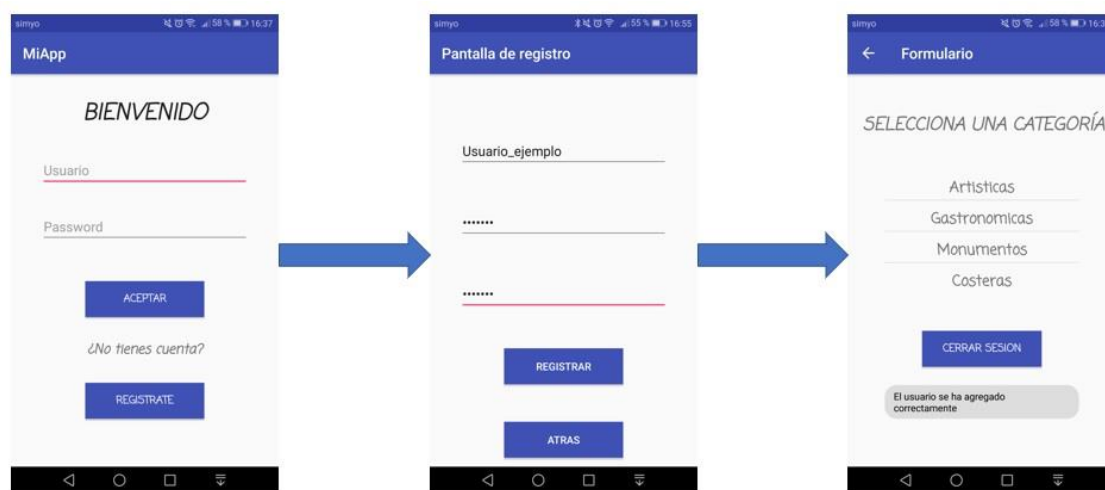 simyo 58 % 16:37
MiApp
BIENVENIDO
Usuario
Password
ACEPTAR
¿No tienes cuenta?
REGISTRATE
simyo 55 % 16:55
Pantalla de registro
Usuario_ejemplo
•••••••
•••••••
REGISTRAR
ATRAS
simyo 58 % 16:3
Formulario
SELECCIONA UNA CATEGORÍA
Artisticas
Gastronomicas
Monumentos
Costeras
CERRAR SESION
El usuario se ha agregado
correctamente